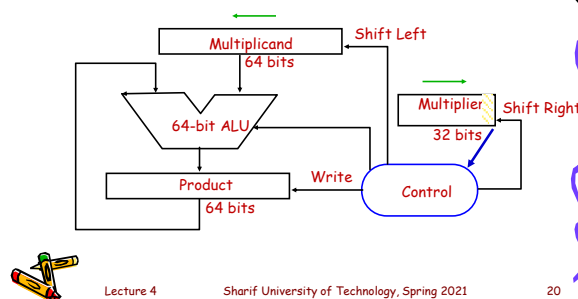 Shift Left
Multiplicand
64 bits
Multiplier
Shift Right
64-bit ALU
32 bits
Write
Product
Control
64 bits
Lecture 4
Sharif University of Technology, Spring 2021
20